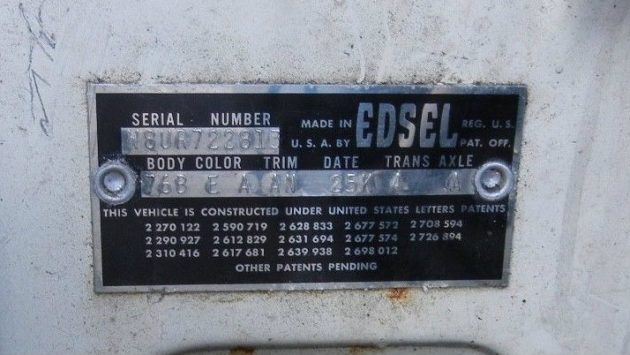 SERIAL NUMBER MADE IN EDSEL REG. U.S.
W8UR722815 U.S.A. BY PAT. OFF.
BODY COLOR TRIM DATE TRANS AXLE
76B E A AN 25K 4 A
THIS VEHICLE IS CONSTRUCTED UNDER UNITED STATES LETTERS PATENTS
2 270 122 2 590 719 2 628 833 2 677 572 2 708 594
2 290 927 2 612 829 2 631 694 2 677 574 2 726 894
2 310 416 2 617 681 2 639 938 2 698 012
OTHER PATENTS PENDING